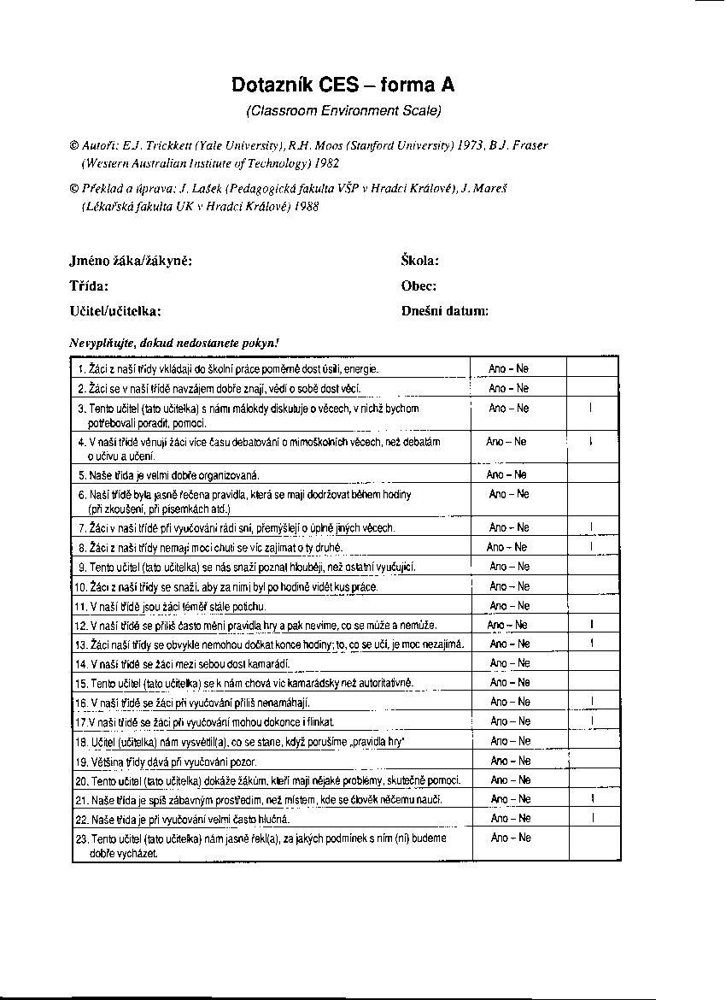 Dotazník CES – forma A
(Classroom Environment Scale)
© Autoři: E.J. Trickkett (Yale University), R.H. Moos (Stanford University) 1973, B.J. Fraser
(Western Australian Institute of Technology) 1982
© Překlad a úprava: J. Lašek (Pedagogická fakulta VŠP v Hradci Králové), J. Mareš
(Lékařská fakulta UK v Hradci Králové) 1988
Jméno žáka/žákyně: Škola:
Třída: Obec:
Učitel/učitelka: Dnešní datum:
Nevyplňujte, dokud nedostanete pokyn!
1. Žáci z naší třídy vkládají do školní práce poměrně dost úsilí, energie. Ano – Ne
2. Žáci se v naší třídě navzájem dobře znají, vědí o sobě dost věcí. Ano – Ne
3. Tento učitel (tato učitelka) s námi málokdy diskutuje o věcech, v nichž bychom Ano – Ne I
potřebovali poradit, pomoci.
4. V naší třídě věnují žáci více času debatování o mimoškolních věcech, než debatám Ano – Ne I
o učivu a učení.
5. Naše třída je velmi dobře organizovaná. Ano – Ne
6. Naší třídě byla jasně řečena pravidla, která se mají dodržovat během hodiny Ano – Ne
(při zkoušení, při písemkách atd.)
7. Žáci v naší třídě při vyučování rádi sní, přemýšlejí o úplně jiných věcech. Ano – Ne I
8. Žáci z naší třídy nemají moci chuti se víc zajímat o ty druhé. Ano – Ne I
9. Tento učitel (tato učitelka) se nás snaží poznat hlouběji, než ostatní vyučující. Ano – Ne
10. Žáci z naší třídy se snaží, aby za nimi byl po hodině vidět kus práce. Ano – Ne
11. V naší třídě jsou žáci téměř stále potichu. Ano – Ne
12. V naší třídě se příliš často mění pravidla hry a pak nevíme, co se může a nemůže. Ano – Ne I
13. Žáci naší třídy se obvykle nemohou dočkat konce hodiny; to, co se učí, je moc nezajímá. Ano – Ne I
14. V naší třídě se žáci mezi sebou dost kamarádí. Ano – Ne
15. Tento učitel (tato učitelka) se k nám chová víc kamarádsky než autoritativně. Ano – Ne
16. V naší třídě se žáci při vyučování příliš nenamáhají. Ano – Ne I
17.V naší třídě se žáci při vyučování mohou dokonce i flinkat. Ano – Ne I
18. Učitel (učitelka) nám vysvětlil(a), co se stane, když porušíme „pravidla hry“ Ano – Ne
19. Většina třídy dává při vyučování pozor. Ano – Ne
20. Tento učitel (tato učitelka) dokáže žákům, kteří mají nějaké problémy, skutečně pomoci. Ano – Ne
21. Naše třída je spíš zábavným prostředím, než místem, kde se člověk něčemu naučí. Ano – Ne I
22. Naše třída je při vyučování velmi často hlučná. Ano – Ne I
23. Tento učitel (tato učitelka) nám jasně řekl(a), za jakých podmínek s ním (ní) budeme Ano – Ne
dobře vycházet.